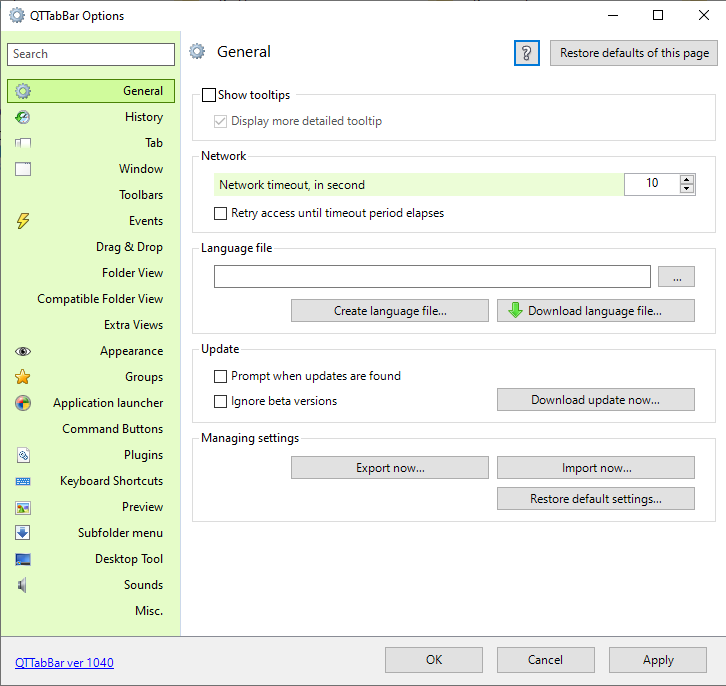 QTTabBar Options
Search
General
History
Tab
Window
Toolbars
Events
Drag & Drop
Folder View
Compatible Folder View
Extra Views
Appearance
Groups
Application launcher
Command Buttons
Plugins
Keyboard Shortcuts
Preview
Subfolder menu
Desktop Tool
Sounds
Misc.
General
?
Restore defaults of this page
Show tooltips
Display more detailed tooltip
Network
Network timeout, in second
10
Retry access until timeout period elapses
Language file
...
Create language file...
Download language file...
Update
Prompt when updates are found
Ignore beta versions
Download update now...
Managing settings
Export now...
Import now...
Restore default settings...
QTTabBar ver 1040
OK
Cancel
Apply